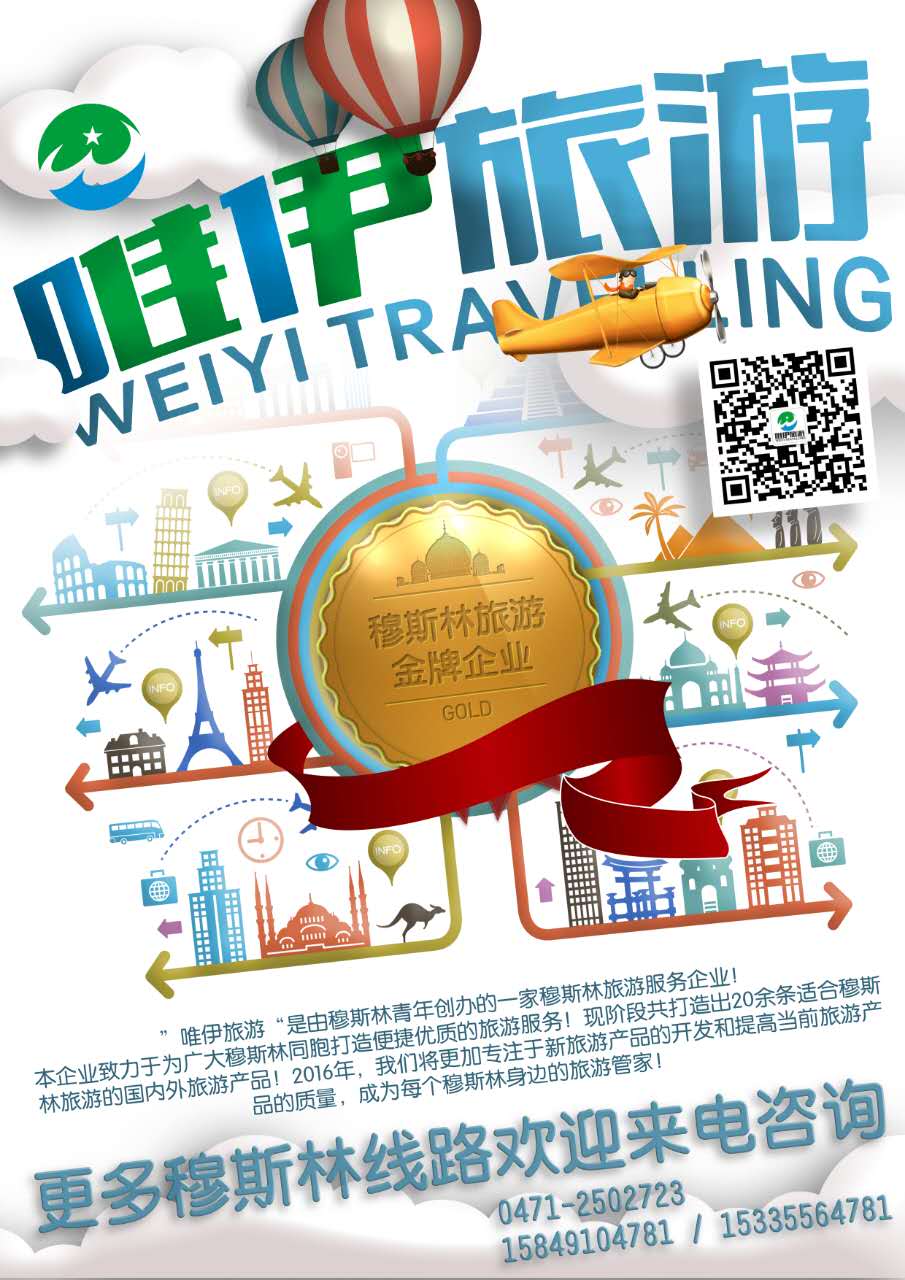 唯伊旅游
WEIYI TRAVELLING
唯伊旅游
INFO
穆斯林旅游
金牌企业
GOLD
INFO
INFO
INFO
”唯伊旅游“是由穆斯林青年创办的一家穆斯林旅游服务企业！
本企业致力于为广大穆斯林同胞打造便捷优质的旅游服务！现阶段共打造出20余条适合穆斯
林旅游的国内外旅游产品！2016年，我们将更加专注于新旅游产品的开发和提高当前旅游产
品的质量，成为每个穆斯林身边的旅游管家！
更多穆斯林线路欢迎来电咨询
0471-2502723
15849104781 / 15335564781